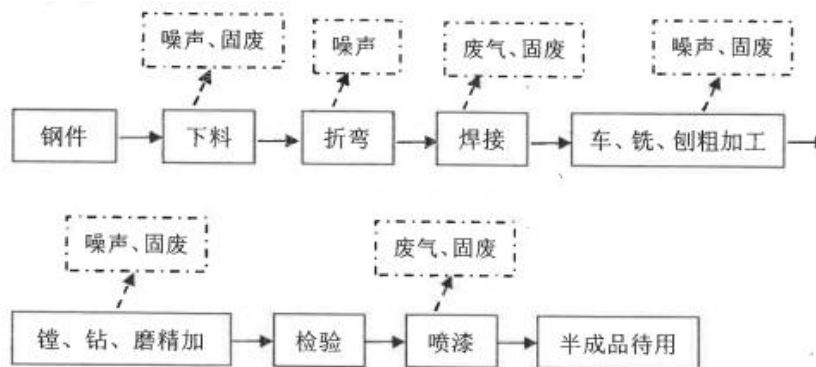 噪声、固废
噪声
废气、固废
噪声、固废
钢件
下料
折弯
焊接
车、铣、刨粗加工
噪声、固废
废气、固废
镗、钻、磨精加
检验
喷漆
半成品待用